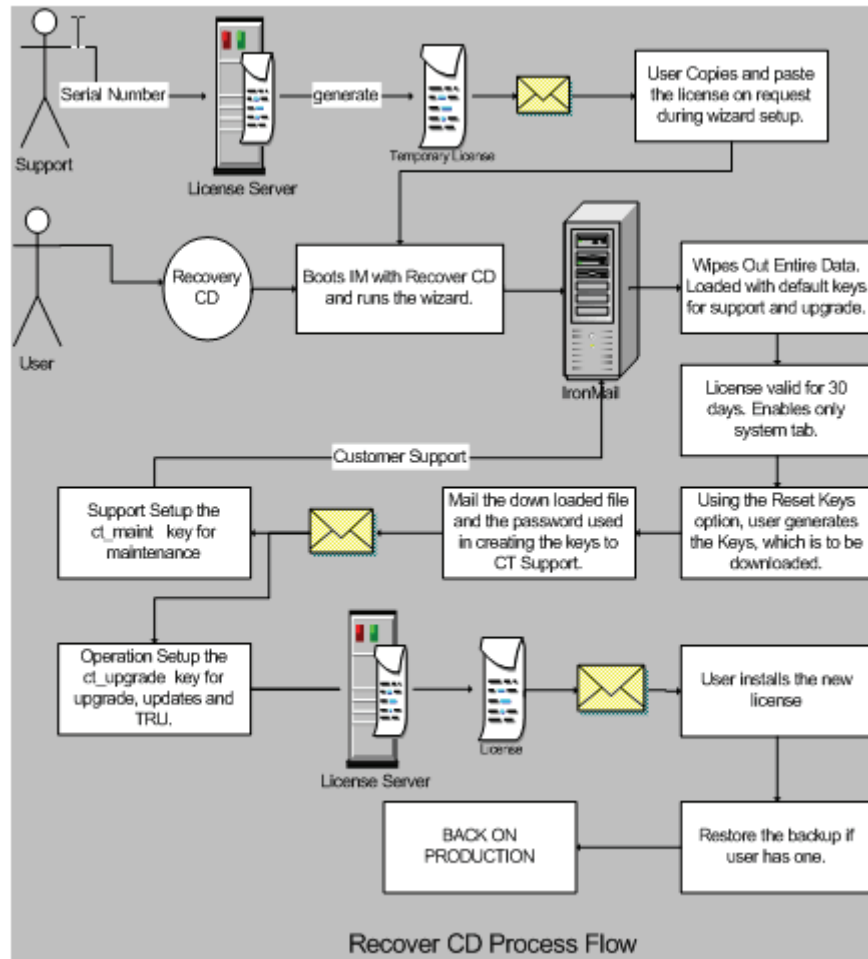 Serial Number
generate
User Copies and paste
the license on request
during wizard setup.
Support
License Server
Temporary License
Recovery
CD
Boots IM with Recover CD
and runs the wizard.
Wipes Out Entire Data.
Loaded with default keys
for support and upgrade.
User
IronMail
License valid for 30
days. Enables only
system tab.
Customer Support
Support Setup the
ct_maint key for
maintenance
Mail the down loaded file
and the password used
in creating the keys to
CT Support.
Using the Reset Keys
option, user generates
the Keys, which is to be
downloaded.
Operation Setup the
ct_upgrade key for
upgrade, updates and
TRU.
User installs the new
license
License Server
License
BACK ON
PRODUCTION
Restore the backup if
user has one.
Recover CD Process Flow